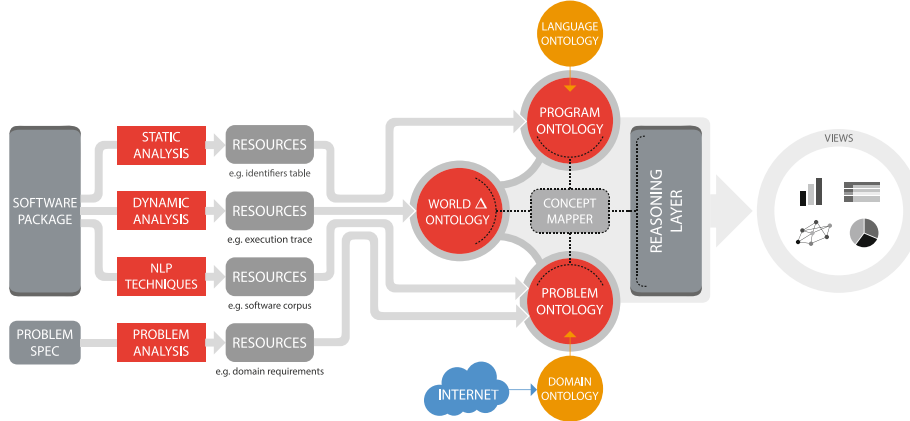 LANGUAGE
ONTOLOGY
PROGRAM
ONTOLOGY
STATIC
ANALYSIS
RESOURCES
e.g. identifiers table
SOFTWARE
PACKAGE
DYNAMIC
ANALYSIS
RESOURCES
e.g. execution trace
WORLD Δ
ONTOLOGY
CONCEPT
MAPPER
REASONING
LAYER
VIEWS
NLP
TECHNIQUES
RESOURCES
e.g. software corpus
PROBLEM
ONTOLOGY
PROBLEM
SPEC
PROBLEM
ANALYSIS
RESOURCES
e.g. domain requirements
INTERNET
DOMAIN
ONTOLOGY